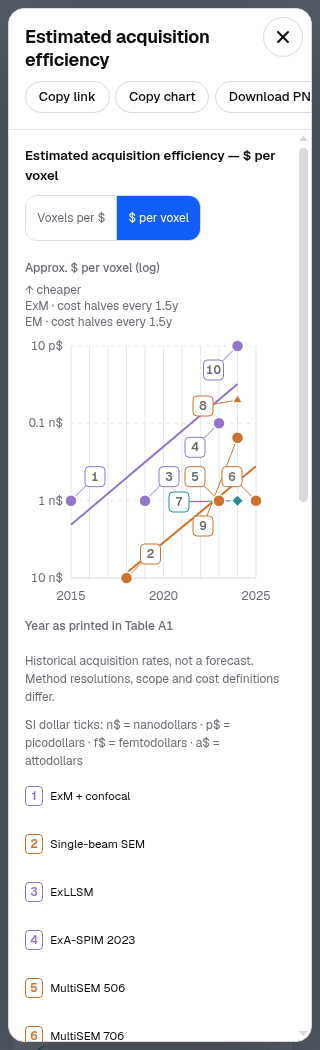 Estimated acquisition
efficiency
Copy link
Copy chart
Download PN
Estimated acquisition efficiency — $ per
voxel
Voxels per $
$ per voxel
Approx. $ per voxel (log)
↑ cheaper
ExM · cost halves every 1.5y
EM · cost halves every 1.5y
10 p$
10
8
0.1 n$
4
1
3
5
6
1 n$
7
9
2
10 n$
2015
2020
2025
Year as printed in Table A1
Historical acquisition rates, not a forecast.
Method resolutions, scope and cost definitions
differ.
SI dollar ticks: n$ = nanodollars · p$ =
picodollars · f$ = femtodollars · a$ =
attodollars
1 ExM + confocal
2 Single-beam SEM
3 ExLLSM
4 ExA-SPIM 2023
5 MultiSEM 506
6 MultiSEM 706